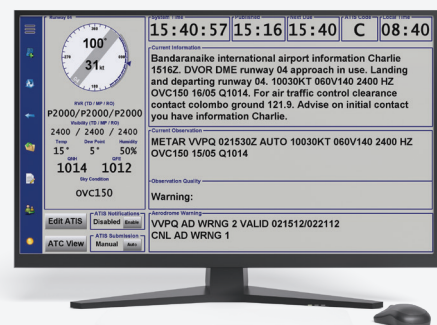 Runway 04
360
100°
31 kt
270
090
180
RVR (TD / MP / RO)
P2000/P2000/P2000
Visibility (TD / MP / RO)
2400 / 2400 / 2400
Temp Dew Point Humidity
15° 5° 50%
QNH QFE
1014 1012
Sky Condition
OVC150
Edit ATIS
ATIS Notifications
Disabled Enable
ATC View
ATIS Submission
Manual Auto
System Time Published Next Due ATIS Code Local Time
15:40:57 15:16 15:40 C 08:40
Current Information
Bandaranaike international airport information Charlie
1516Z. DVOR DME runway 04 approach in use. Landing
and departing runway 04. 10030KT 060V140 2400 HZ
OVC150 16/05 Q1014. For air traffic control clearance
contact colombo ground 121.9. Advise on initial contact
you have information Charlie.
Current Observation
METAR VVPQ 021530Z AUTO 10030KT 060V140 2400 HZ
OVC150 15/05 Q1014
Observation Quality
Warning:
Aerodrome Warning
VVPQ AD WRNG 2 VALID 021512/022112
CNL AD WRNG 1